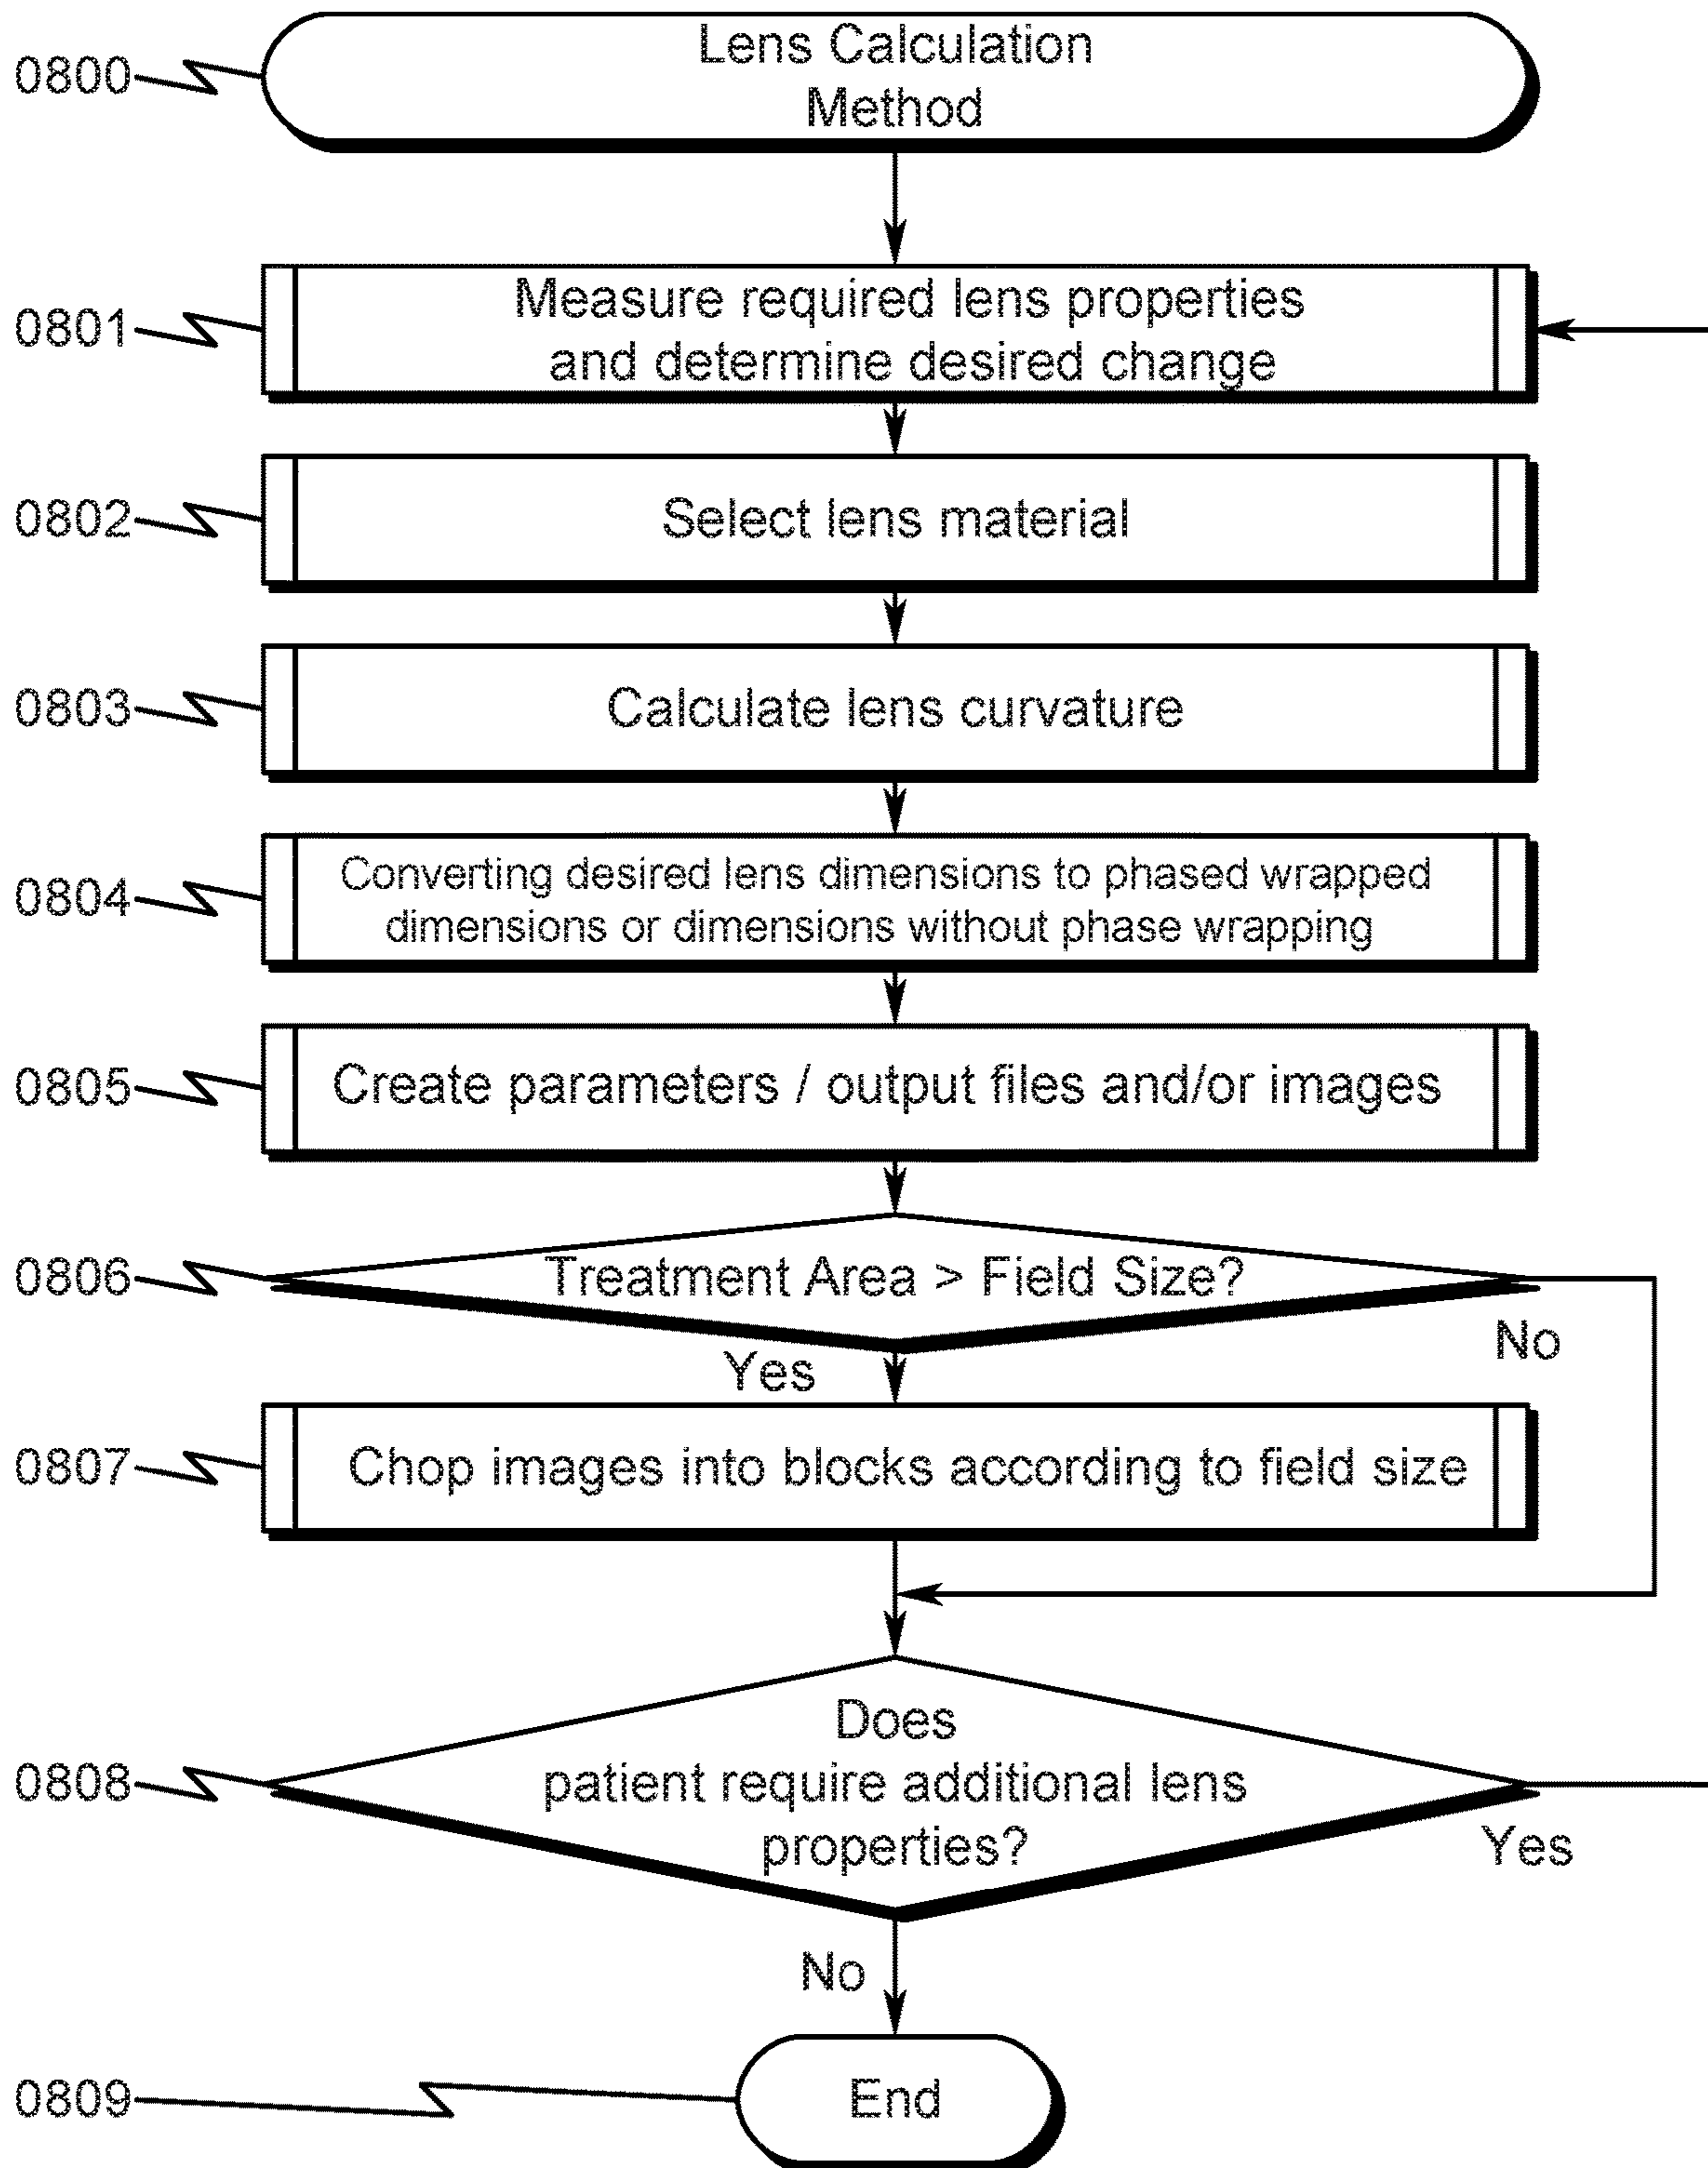 0800
Lens Calculation
Method
0801
Measure required lens properties
and determine desired change
0802
Select lens material
0803
Calculate lens curvature
0804
Converting desired lens dimensions to phased wrapped
dimensions or dimensions without phase wrapping
0805
Create parameters / output files and/or images
0806
Treatment Area > Field Size?
No
Yes
0807
Chop images into blocks according to field size
0808
Does
patient require additional lens
properties?
Yes
No
0809
End